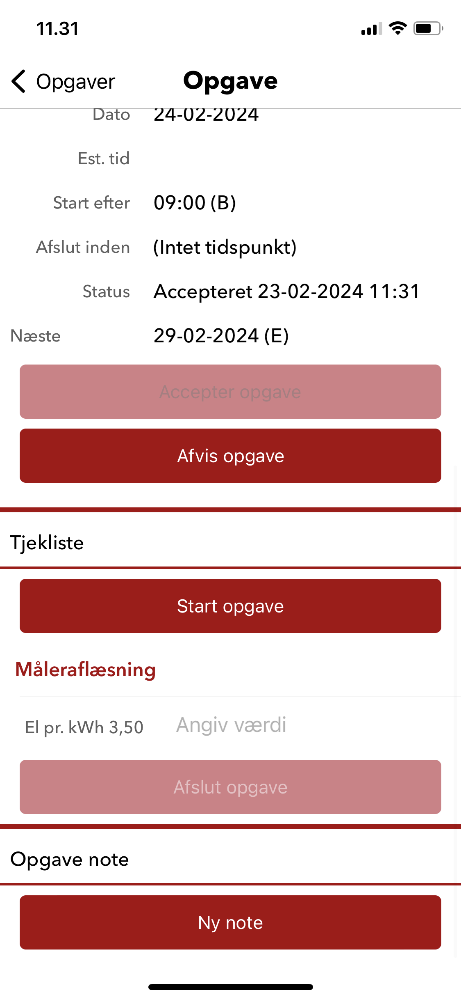 11.31
Opgaver
Opgave
Dato 24-02-2024
Est. tid
Start efter 09:00 (B)
Afslut inden (Intet tidspunkt)
Status Accepteret 23-02-2024 11:31
Næste 29-02-2024 (E)
Accepter opgave
Afvis opgave
Tjekliste
Start opgave
Måleraflæsning
El pr. kWh 3,50 Angiv værdi
Afslut opgave
Opgave note
Ny note